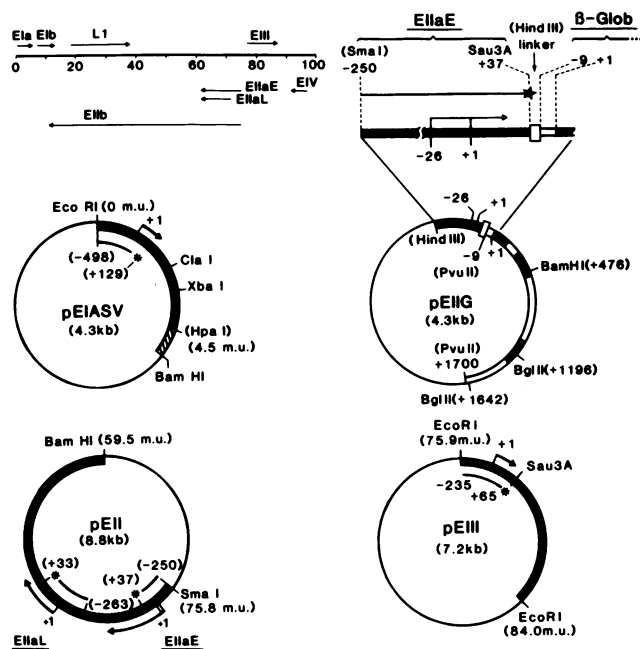 EIa EIb L1 EIII
0 20 40 60 80 100
EIIaE EIV
EIIaL
EIIb
EIIaE (Hind III) linker β-Glob
(Sma I) -250 Sau3A +37 -9 +1
-26 +1
Eco RI (0 m.u.)
+1
(-498)
(+129)
Cla I
Xba I
pEIASV
(4.3kb)
(Hpa I)
(4.5 m.u.)
Bam HI
-26 +1
(Hind III)
-9 +1
(Pvu II)
BamHI(+476)
pEIIG
(4.3kb)
(Pvu II)
+1700
BglII(+1196)
BglII(+1642)
Bam HI (59.5 m.u.)
pEII
(8.8kb)
(+33)
(+37)
(-250)
(-263)
Sma I
(75.8 m.u.)
+1 +1
EIIaL EIIaE
EcoRI
(75.9m.u.)
+1
Sau3A
-235
+65
pEIII
(7.2kb)
EcoRI
(84.0m.u.)